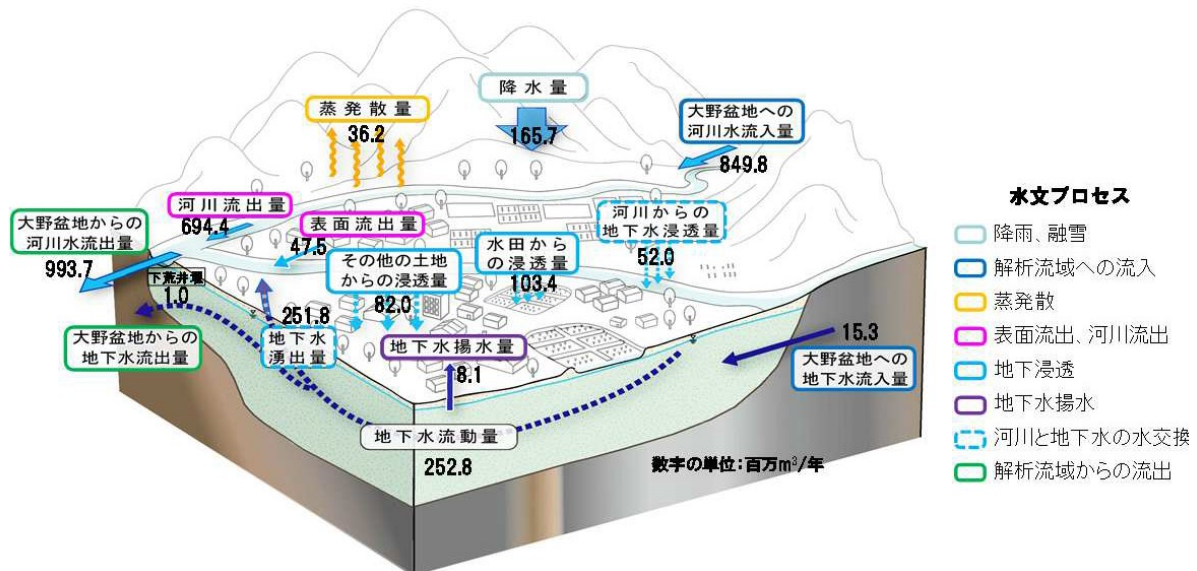 降水量
165.7
蒸発散量
36.2
大野盆地への
河川水流入量
849.8
河川流出量
694.4
表面流出量
47.5
大野盆地からの
河川水流出量
993.7
その他の土地
からの浸透量
82.0
水田から
の浸透量
103.4
河川からの
地下水浸透量
52.0
下荒井堰
1.0
大野盆地からの
地下水流出量
251.8
地下水
湧出量
地下水揚水量
8.1
15.3
大野盆地への
地下水流入量
地下水流動量
252.8
数字の単位:百万m³/年
水文プロセス
降雨、融雪
解析流域への流入
蒸発散
表面流出、河川流出
地下浸透
地下水揚水
河川と地下水の水交換
解析流域からの流出